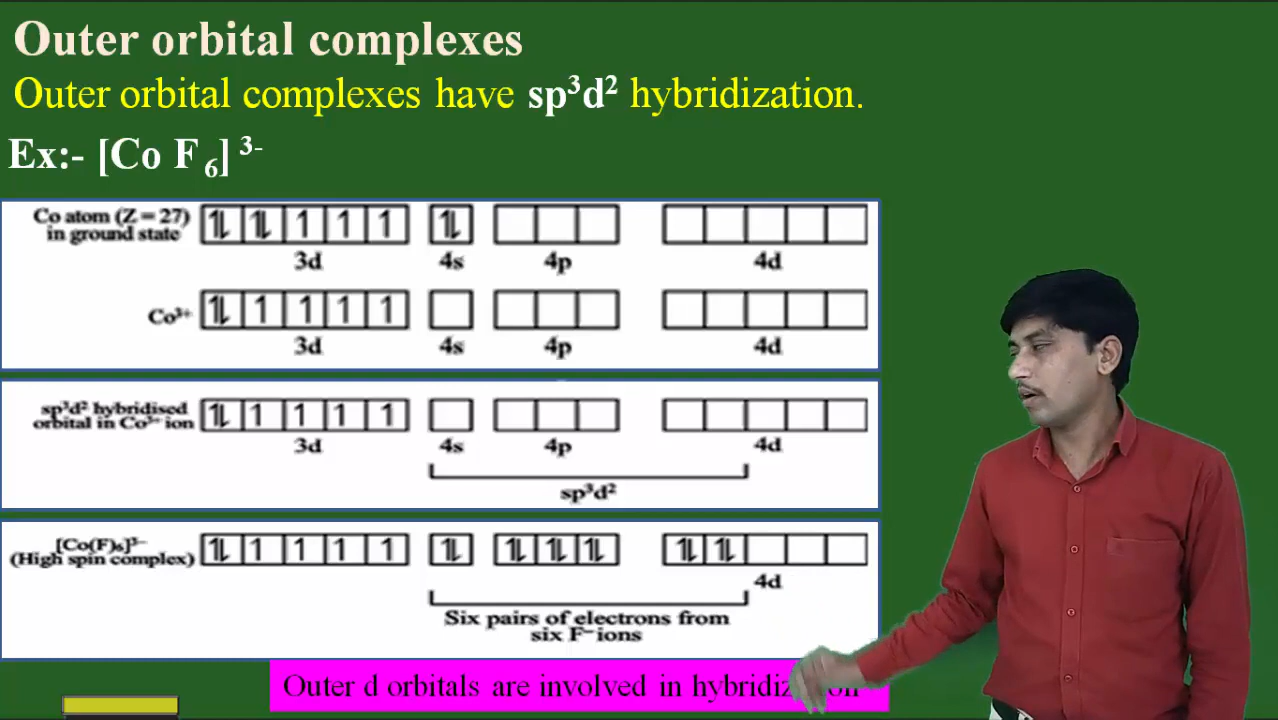 Outer orbital complexes
Outer orbital complexes have sp³d² hybridization.
Ex:- [Co F₆]³⁻
Co atom (Z = 27)
in ground state
3d 4s 4p 4d
Co³⁺
3d 4s 4p 4d
sp³d² hybridised
orbital in Co³⁺ ion
3d 4s 4p 4d
sp³d²
[Co(F)₆]³⁻
(High spin complex)
4d
Six pairs of electrons from
six F⁻ ions
Outer d orbitals are involved in hybridization